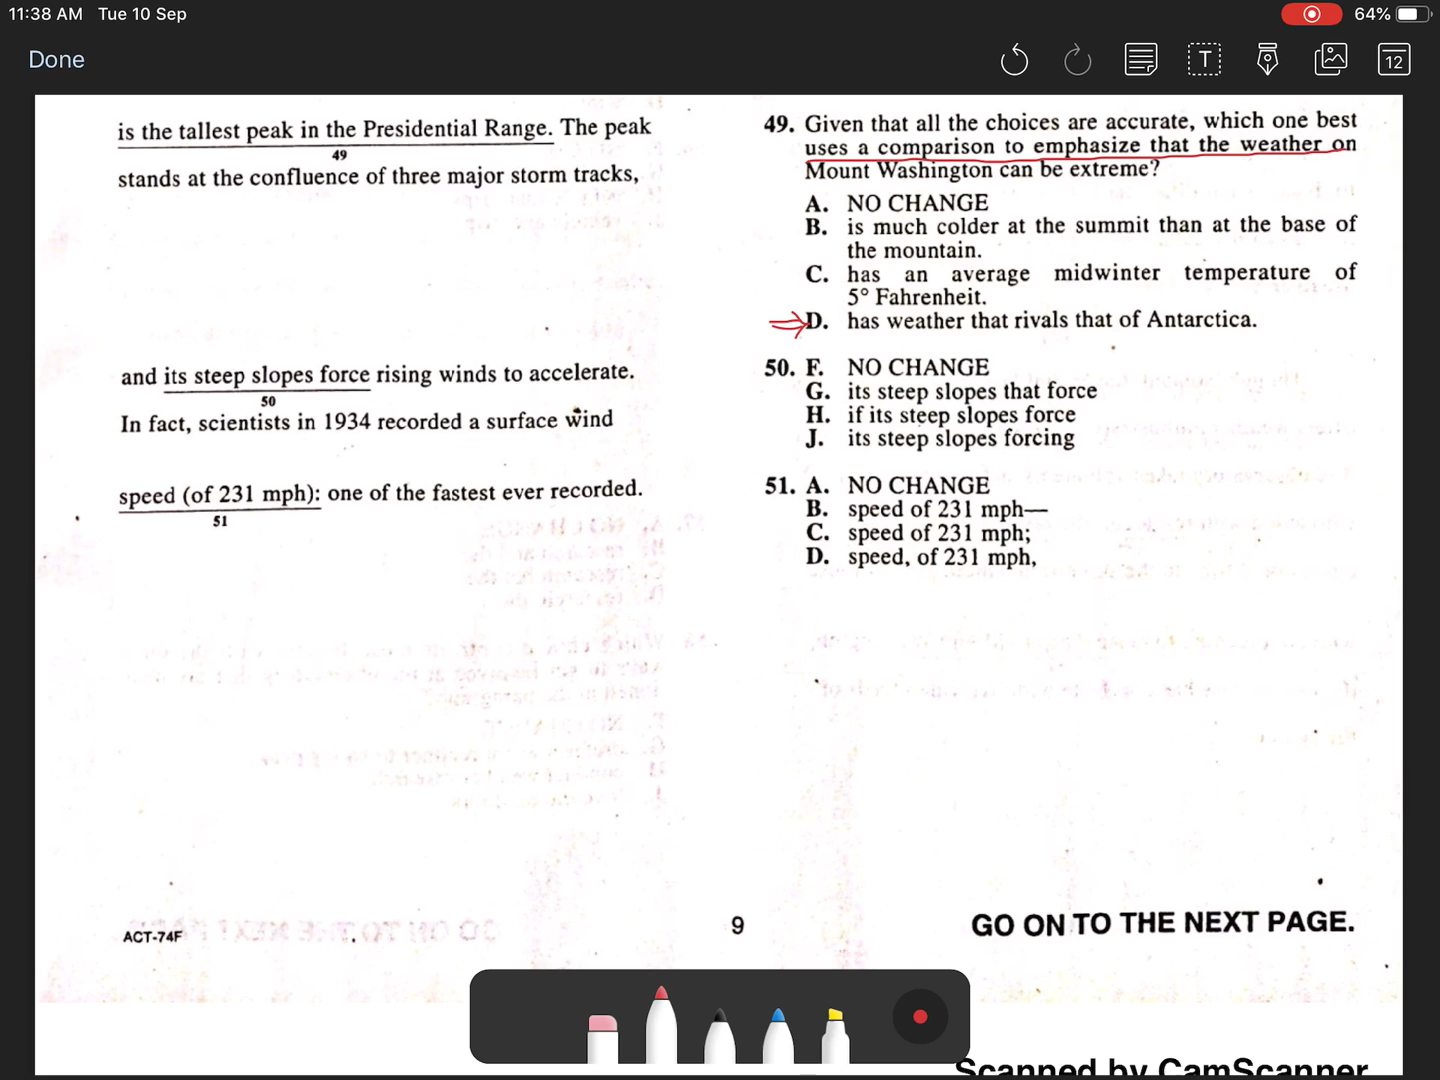 11:38 AM Tue 10 Sep
64%
Done
T
12
is the tallest peak in the Presidential Range. The peak
49
stands at the confluence of three major storm tracks,
and its steep slopes force rising winds to accelerate.
50
In fact, scientists in 1934 recorded a surface wind
speed (of 231 mph): one of the fastest ever recorded.
51
49. Given that all the choices are accurate, which one best
uses a comparison to emphasize that the weather on
Mount Washington can be extreme?
A. NO CHANGE
B. is much colder at the summit than at the base of
the mountain.
C. has an average midwinter temperature of
5° Fahrenheit.
D. has weather that rivals that of Antarctica.
50. F. NO CHANGE
G. its steep slopes that force
H. if its steep slopes force
J. its steep slopes forcing
51. A. NO CHANGE
B. speed of 231 mph—
C. speed of 231 mph;
D. speed, of 231 mph,
ACT-74F
9
GO ON TO THE NEXT PAGE.
Scanned by CamScanner